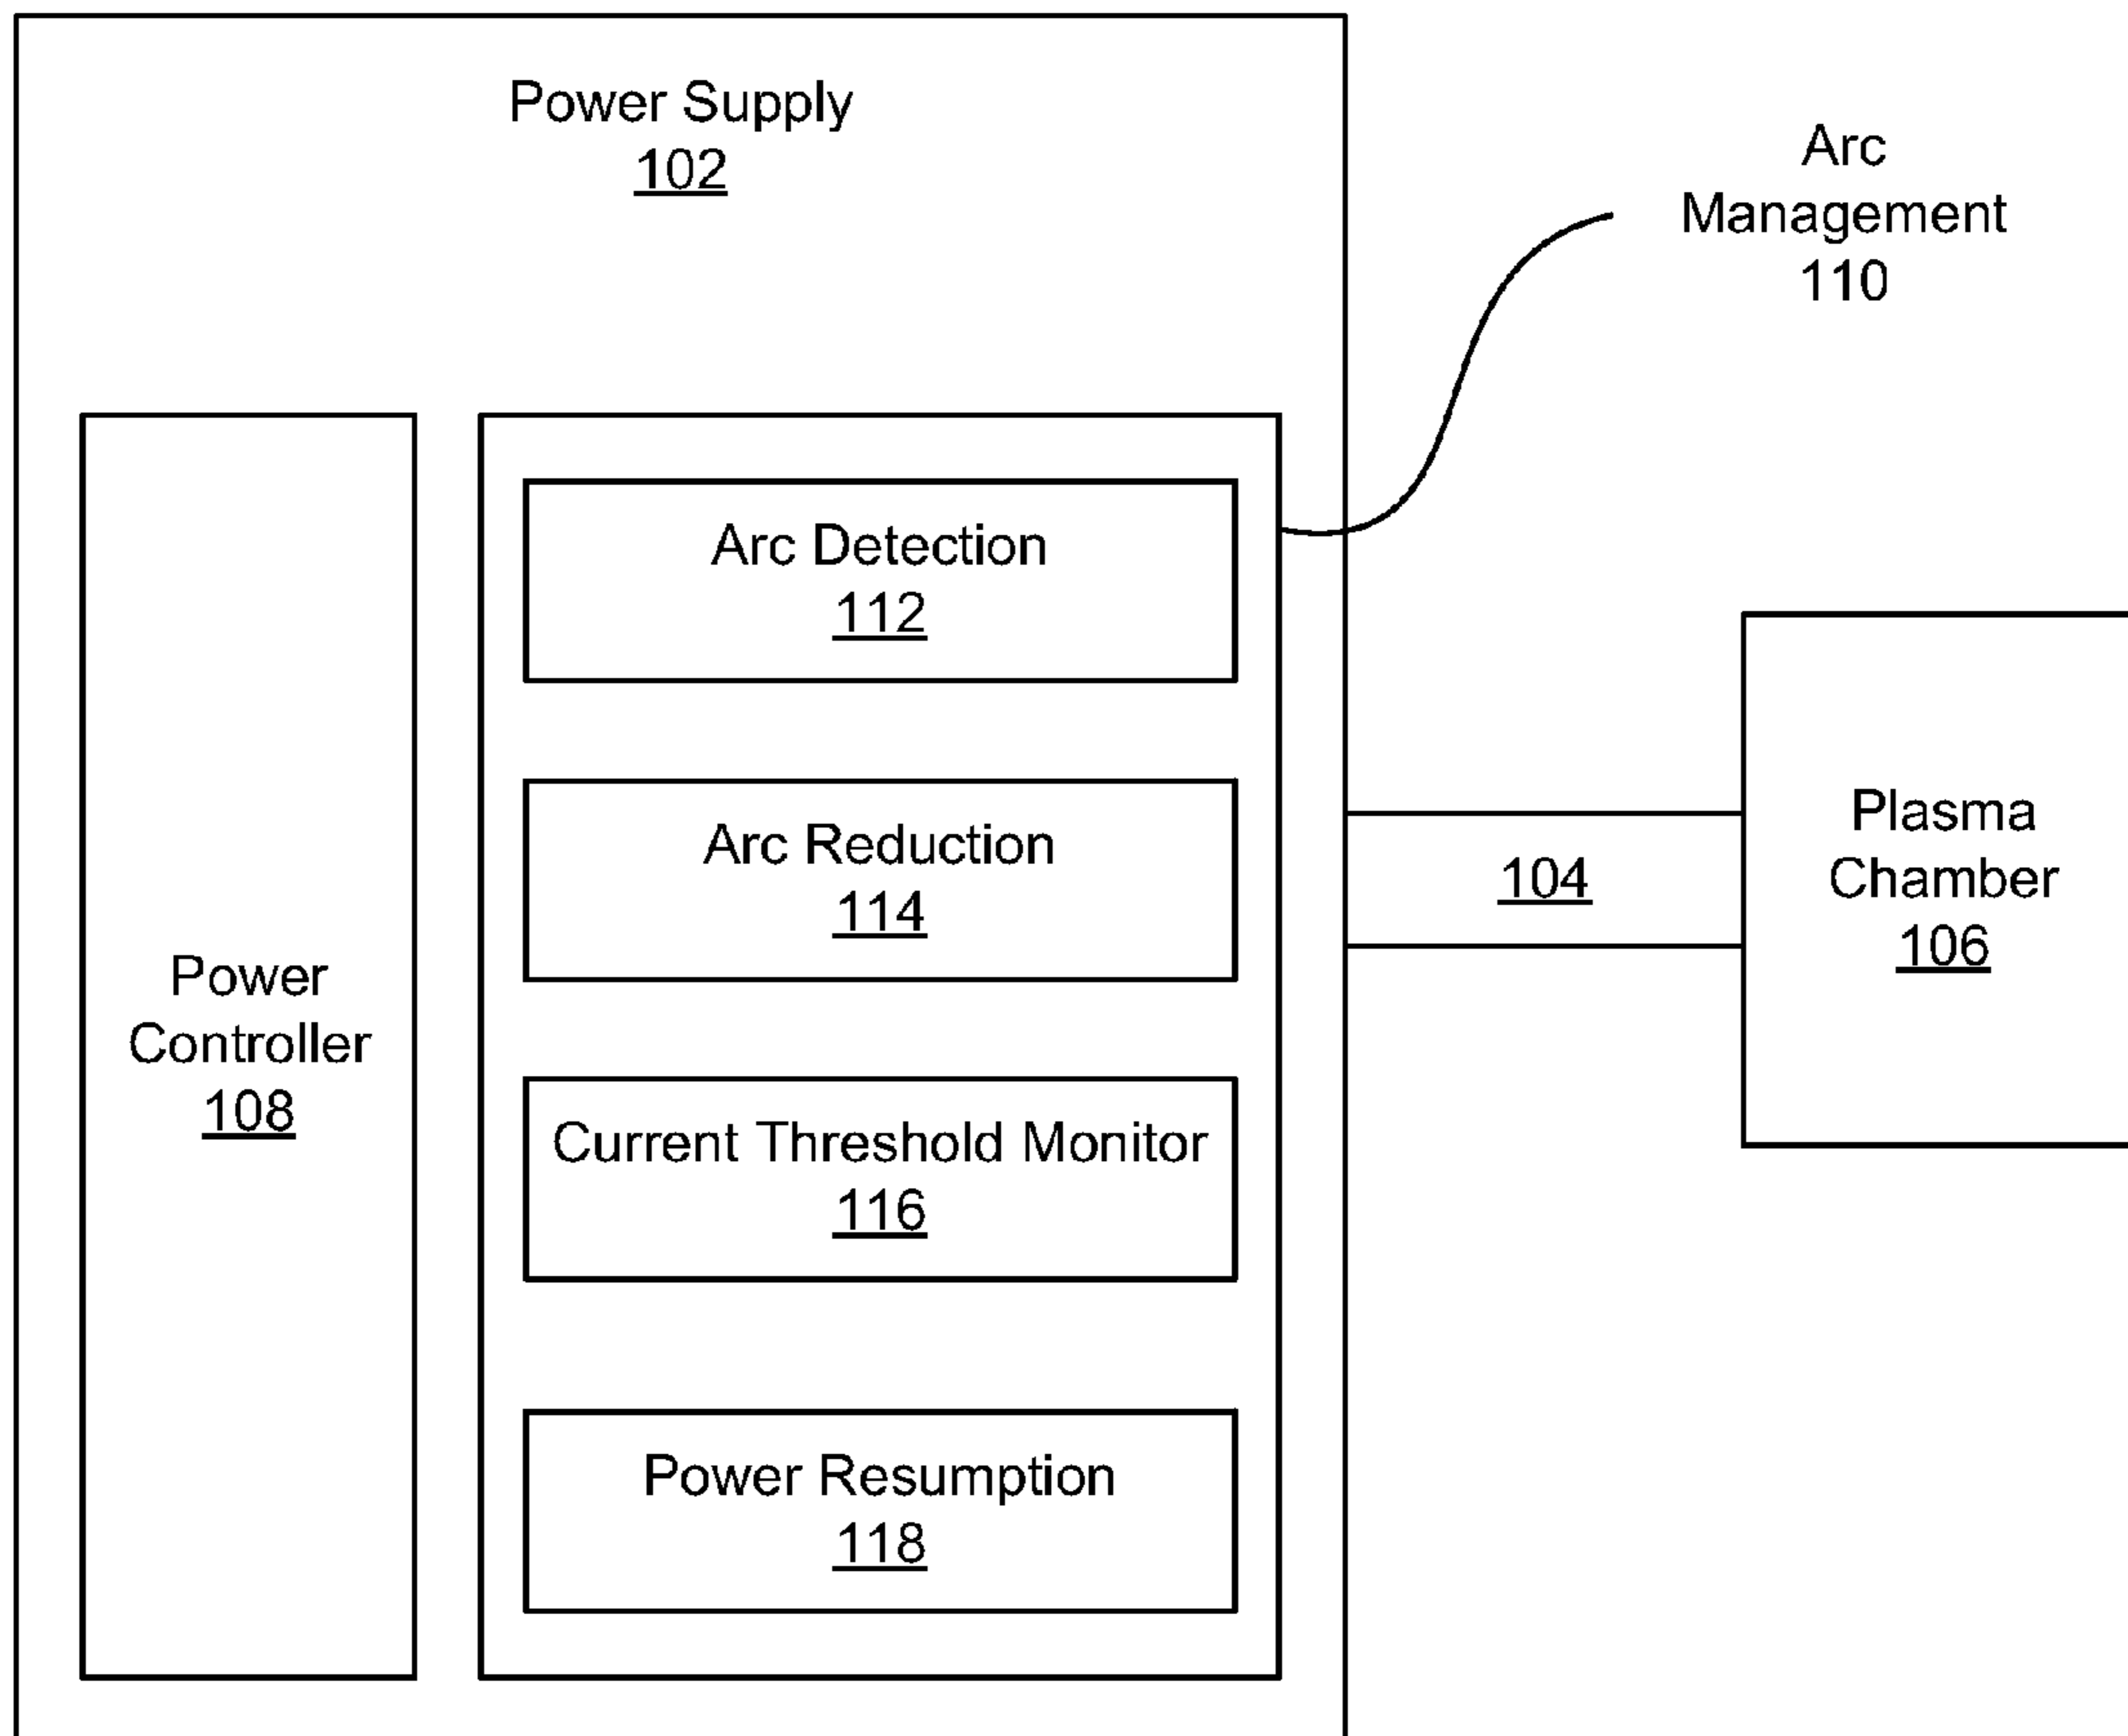 Power Supply
102
Arc
Management
110
Power
Controller
108
Arc Detection
112
Arc Reduction
114
Current Threshold Monitor
116
Power Resumption
118
104
Plasma
Chamber
106